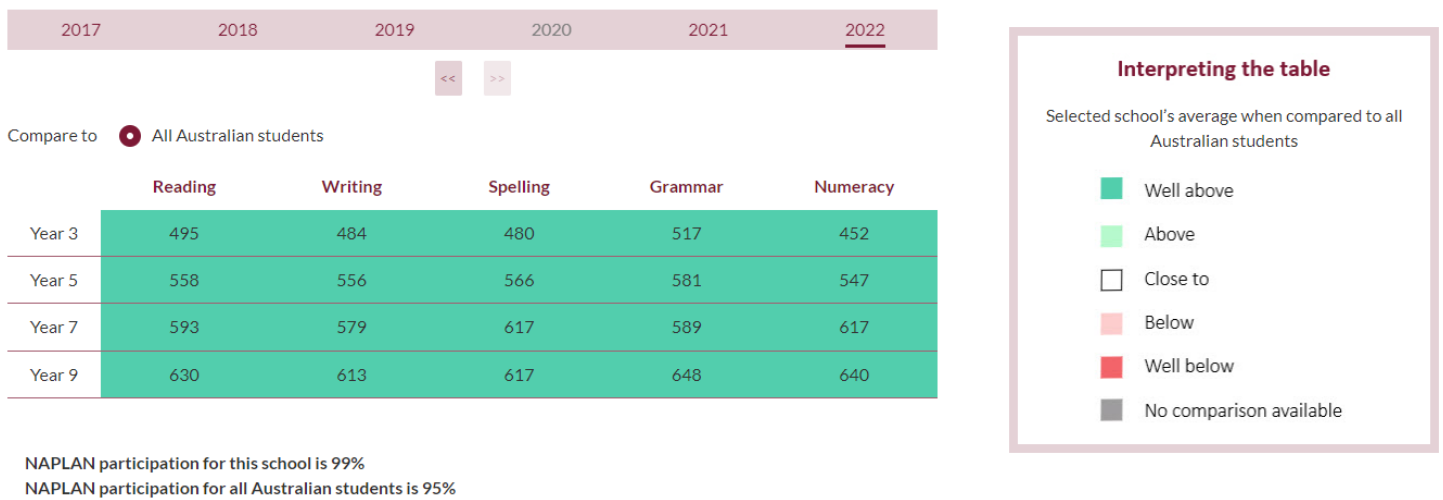 2017 2018 2019 2020 2021 2022
<< >>
Compare to All Australian students
Reading Writing Spelling Grammar Numeracy
Year 3 495 484 480 517 452
Year 5 558 556 566 581 547
Year 7 593 579 617 589 617
Year 9 630 613 617 648 640
NAPLAN participation for this school is 99%
NAPLAN participation for all Australian students is 95%
Interpreting the table
Selected school's average when compared to all
Australian students
Well above
Above
Close to
Below
Well below
No comparison available